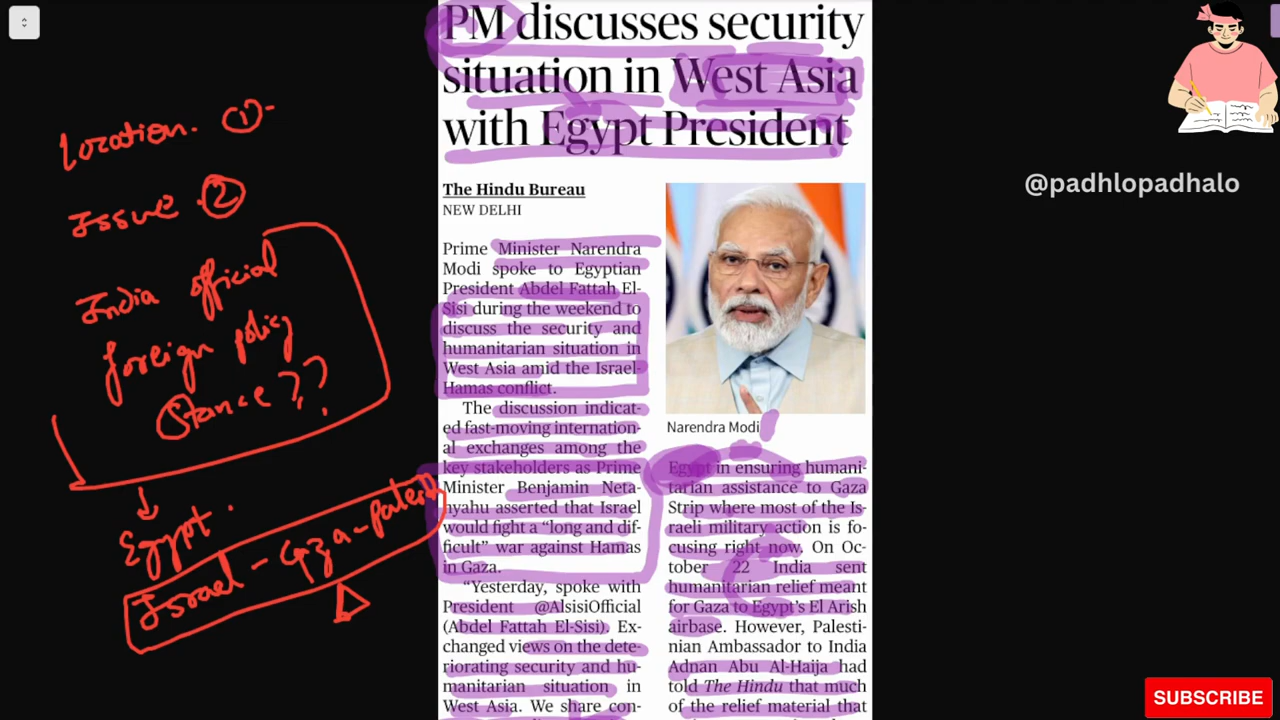 Location. ①
Issue. ②
India official
foreign policy
Stance ??
Egypt.
Israel - Gaza - Palest
PM discusses security
situation in West Asia
with Egypt President
The Hindu Bureau
NEW DELHI
Prime Minister Narendra
Modi spoke to Egyptian
President Abdel Fattah El-
Sisi during the weekend to
discuss the security and
humanitarian situation in
West Asia amid the Israel-
Hamas conflict.
The discussion indicat-
ed fast-moving internation-
al exchanges among the
key stakeholders as Prime
Minister Benjamin Neta-
nyahu asserted that Israel
would fight a “long and dif-
ficult” war against Hamas
in Gaza.
“Yesterday, spoke with
President @AlsisiOfficial
(Abdel Fattah El-Sisi). Ex-
changed views on the dete-
riorating security and hu-
manitarian situation in
West Asia. We share con-
Narendra Modi
Egypt in ensuring humani-
tarian assistance to Gaza
Strip where most of the Is-
raeli military action is fo-
cusing right now. On Oc-
tober 22 India sent
humanitarian relief meant
for Gaza to Egypt’s El Arish
airbase. However, Palesti-
nian Ambassador to India
Adnan Abu Al-Haija had
told The Hindu that much
of the relief material that
@padhlopadhalo
SUBSCRIBE